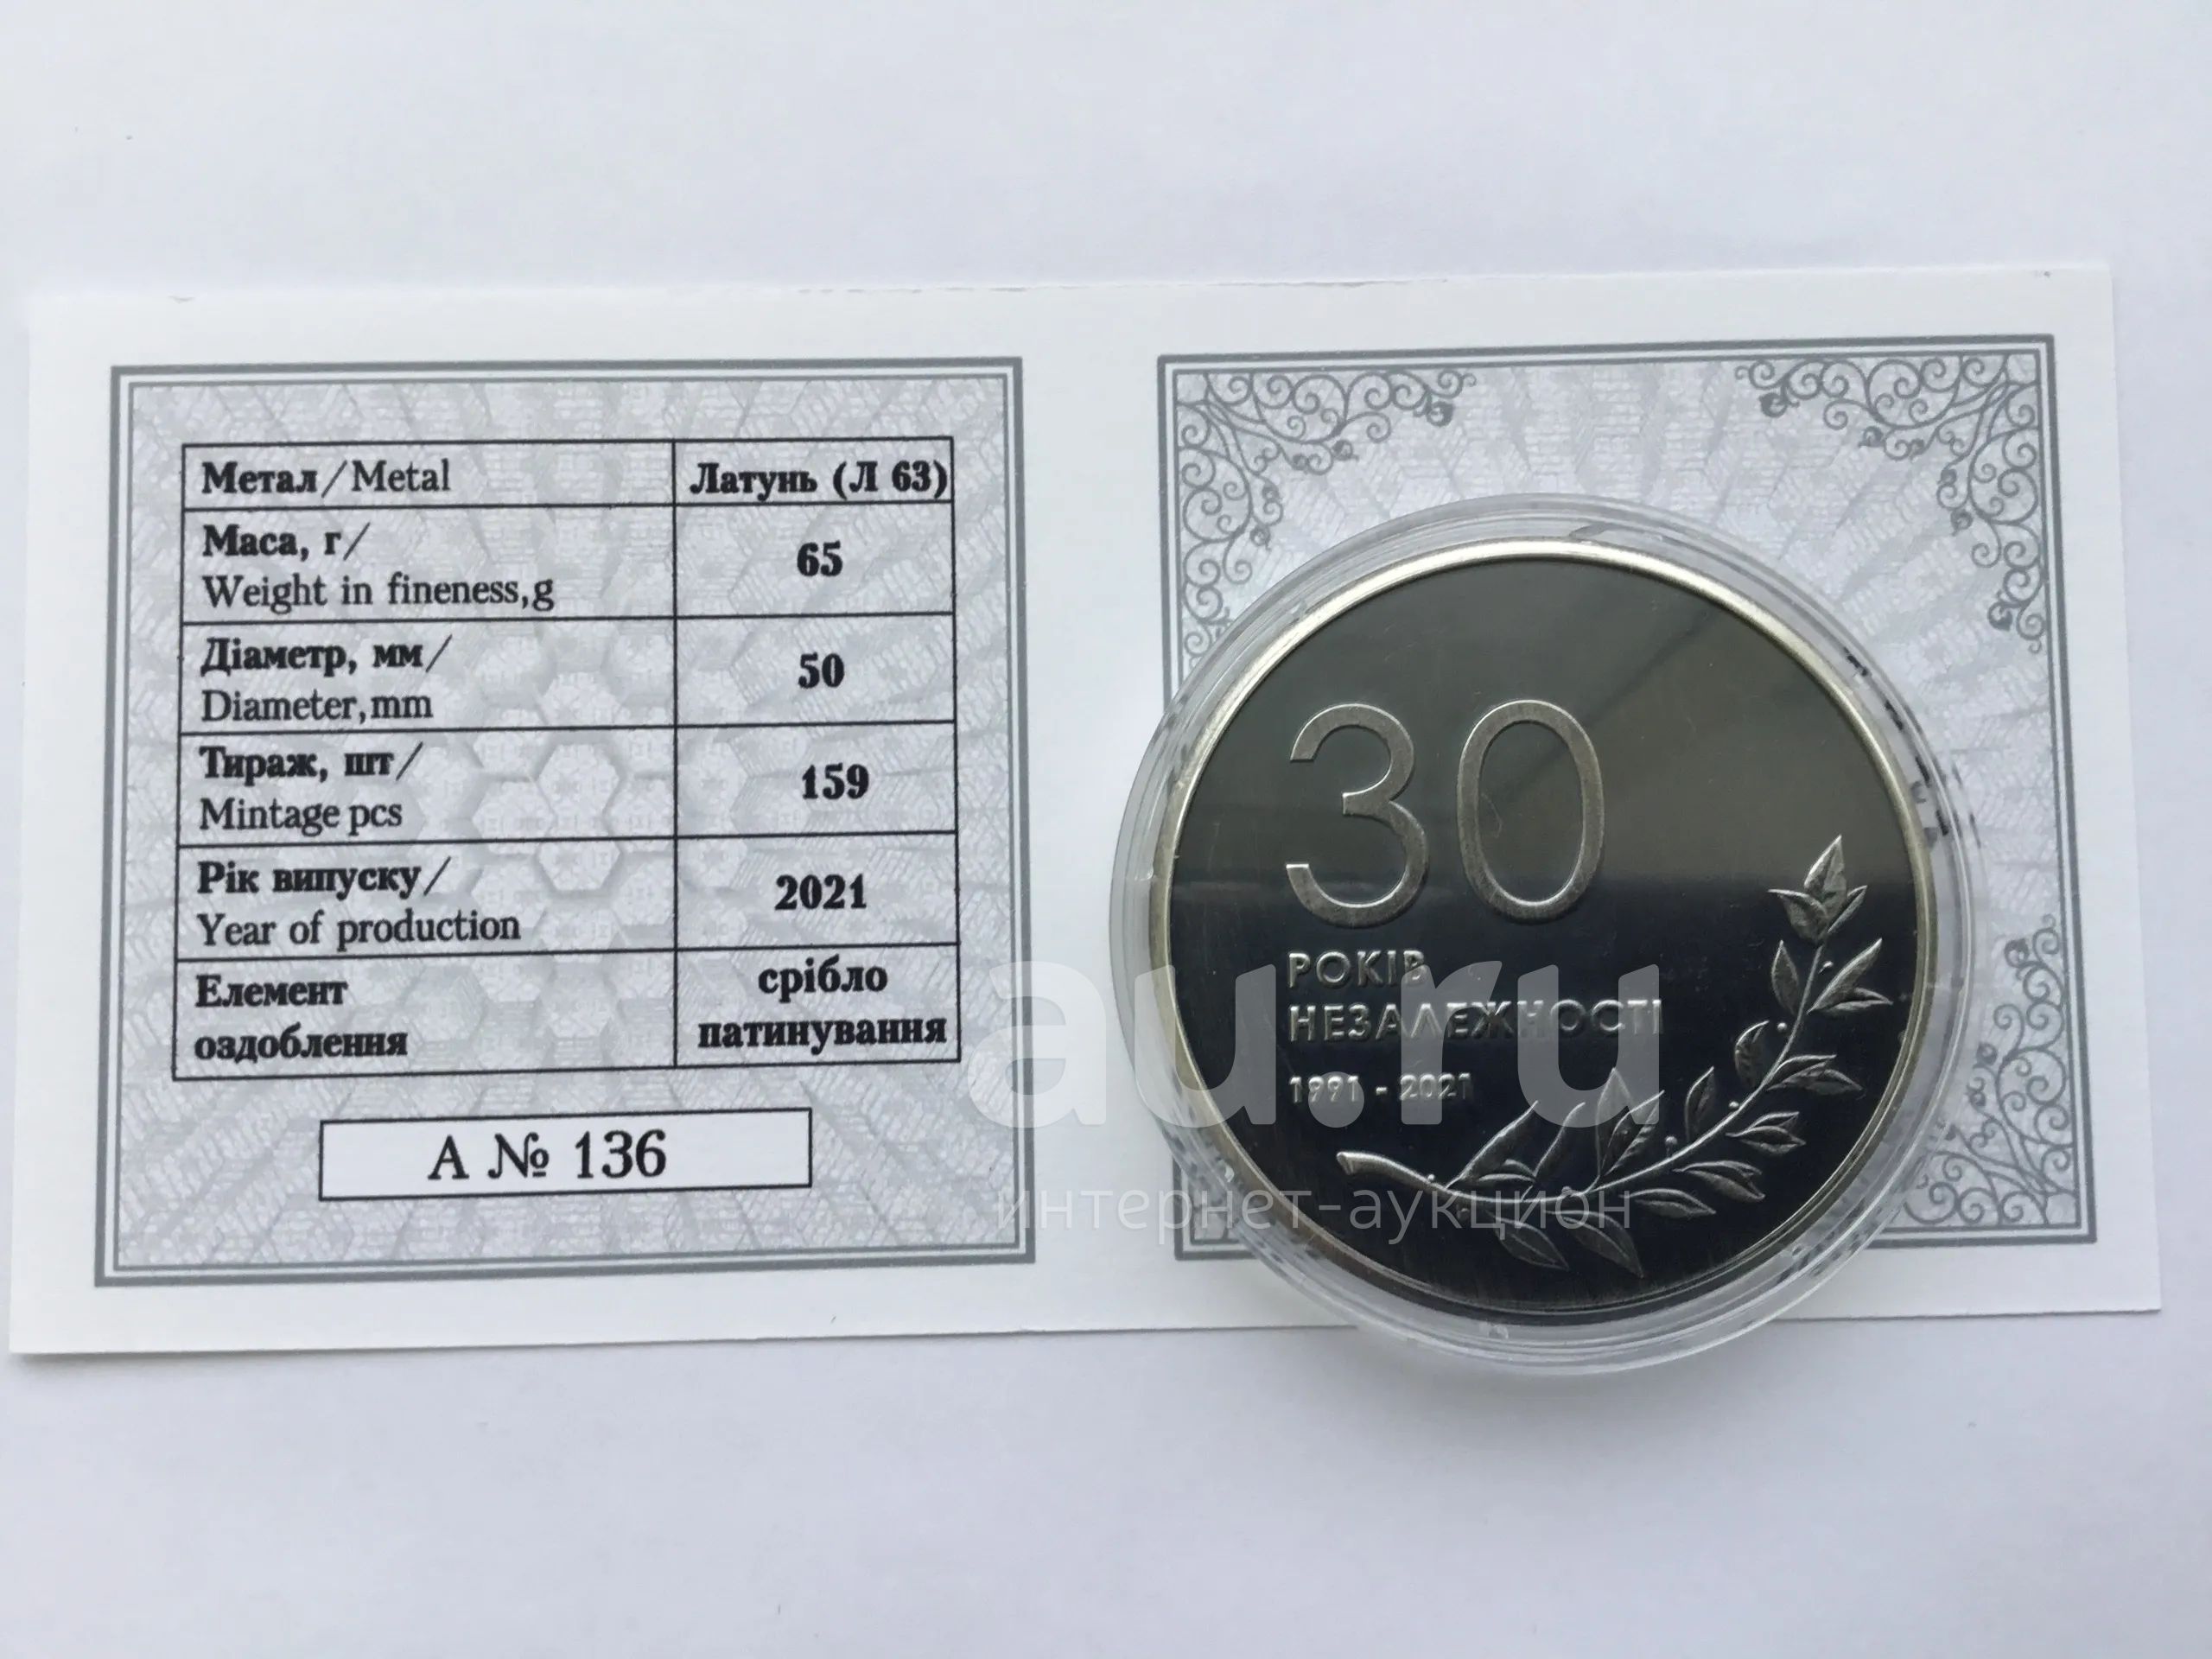 Метал/Metal
Латунь (Л 63)
Маса, г/
Weight in fineness,g
65
Діаметр, мм/
Diameter,mm
50
Тираж, шт/
Mintage pcs
159
Рік випуску/
Year of production
2021
Елемент
оздоблення
срібло
патинування
А № 136
30
РОКІВ
НЕЗАЛЕЖНОСТІ
1991 - 2021
au.ru
интернет-аукцион